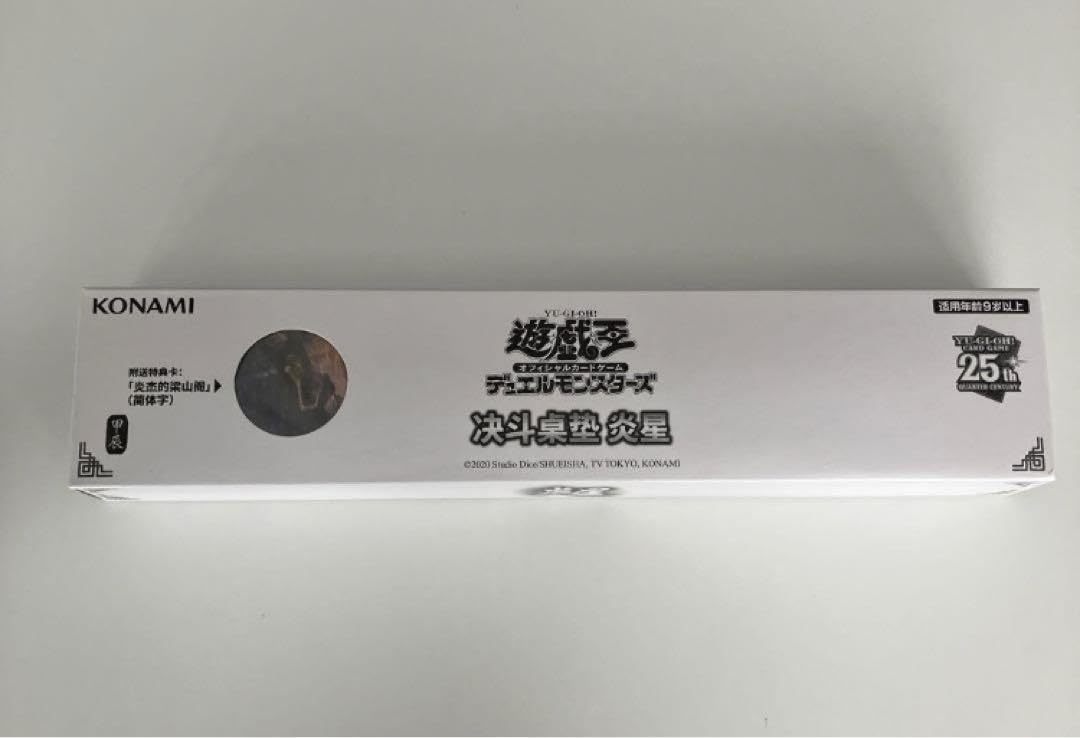 KONAMI
附送特典卡:
「炎杰的梁山阁」▶
(简体字)
甲辰
YU-GI-OH!
遊戯王
オフィシャルカードゲーム
デュエルモンスターズ
决斗桌垫 炎星
©2020 Studio Dice/SHUEISHA, TV TOKYO, KONAMI
适用年龄9岁以上
YU-GI-OH!
CARD GAME
25th
QUARTER CENTURY